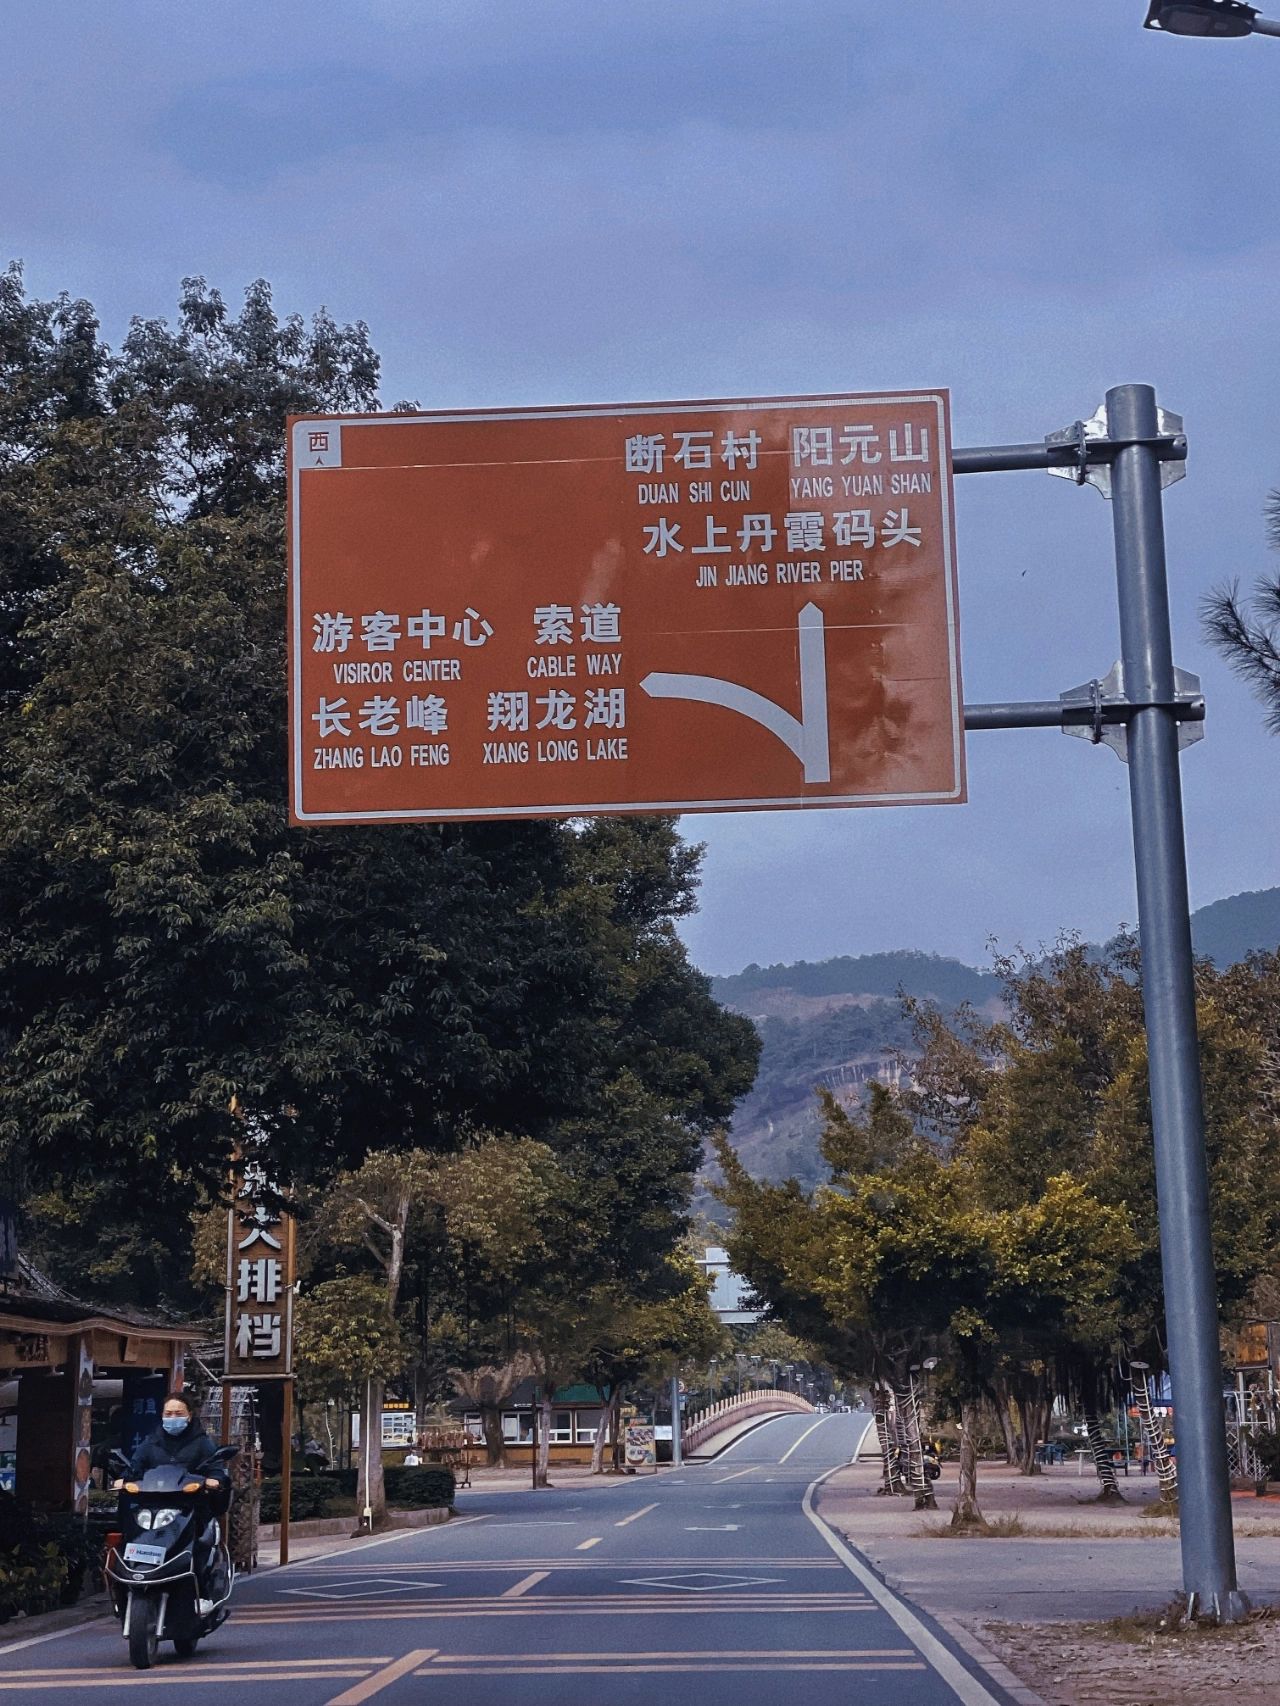 西
断石村 阳元山
DUAN SHI CUN YANG YUAN SHAN
水上丹霞码头
JIN JIANG RIVER PIER
游客中心 索道
VISIROR CENTER CABLE WAY
长老峰 翔龙湖
ZHANG LAO FENG XIANG LONG LAKE
大排档